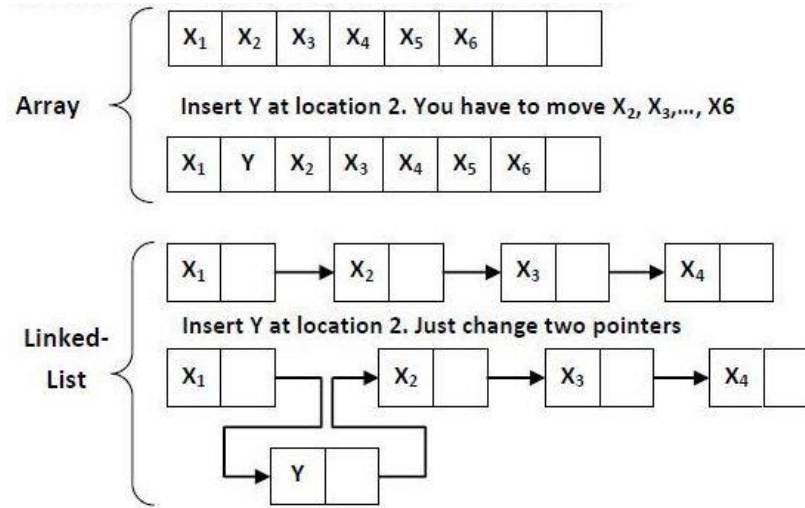 X₁ X₂ X₃ X₄ X₅ X₆
Array
Insert Y at location 2. You have to move X₂, X₃,..., X6
X₁ Y X₂ X₃ X₄ X₅ X₆
X₁ X₂ X₃ X₄
Linked-
List
Insert Y at location 2. Just change two pointers
X₁ X₂ X₃ X₄
Y